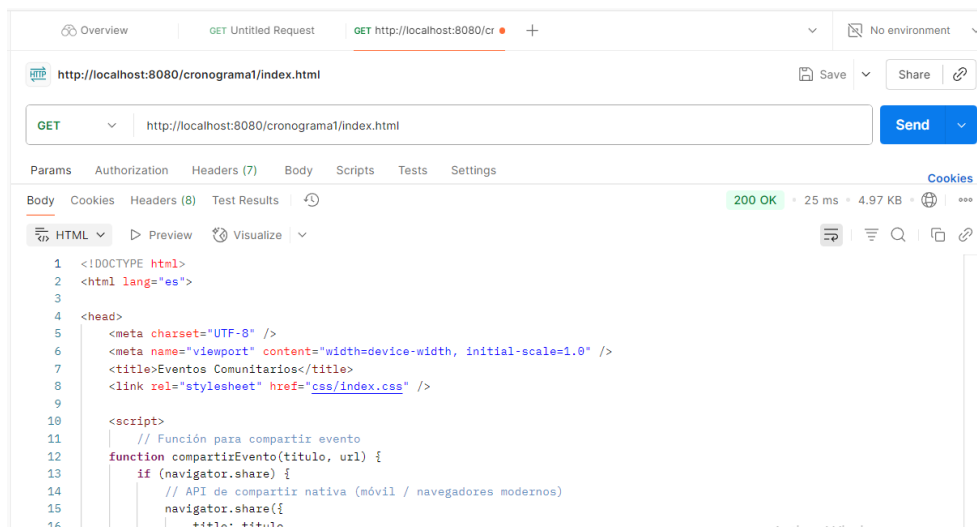 Overview GET Untitled Request GET http://localhost:8080/cr No environment
HTTP http://localhost:8080/cronograma1/index.html Save Share
GET http://localhost:8080/cronograma1/index.html Send
Params Authorization Headers (7) Body Scripts Tests Settings Cookies
Body Cookies Headers (8) Test Results 200 OK 25 ms 4.97 KB
HTML Preview Visualize
1 <!DOCTYPE html>
2 <html lang="es">
3
4 <head>
5 <meta charset="UTF-8" />
6 <meta name="viewport" content="width=device-width, initial-scale=1.0" />
7 <title>Eventos Comunitarios</title>
8 <link rel="stylesheet" href="css/index.css" />
9
10 <script>
11 // Función para compartir evento
12 function compartirEvento(titulo, url) {
13 if (navigator.share) {
14 // API de compartir nativa (móvil / navegadores modernos)
15 navigator.share({
16 title: titulo